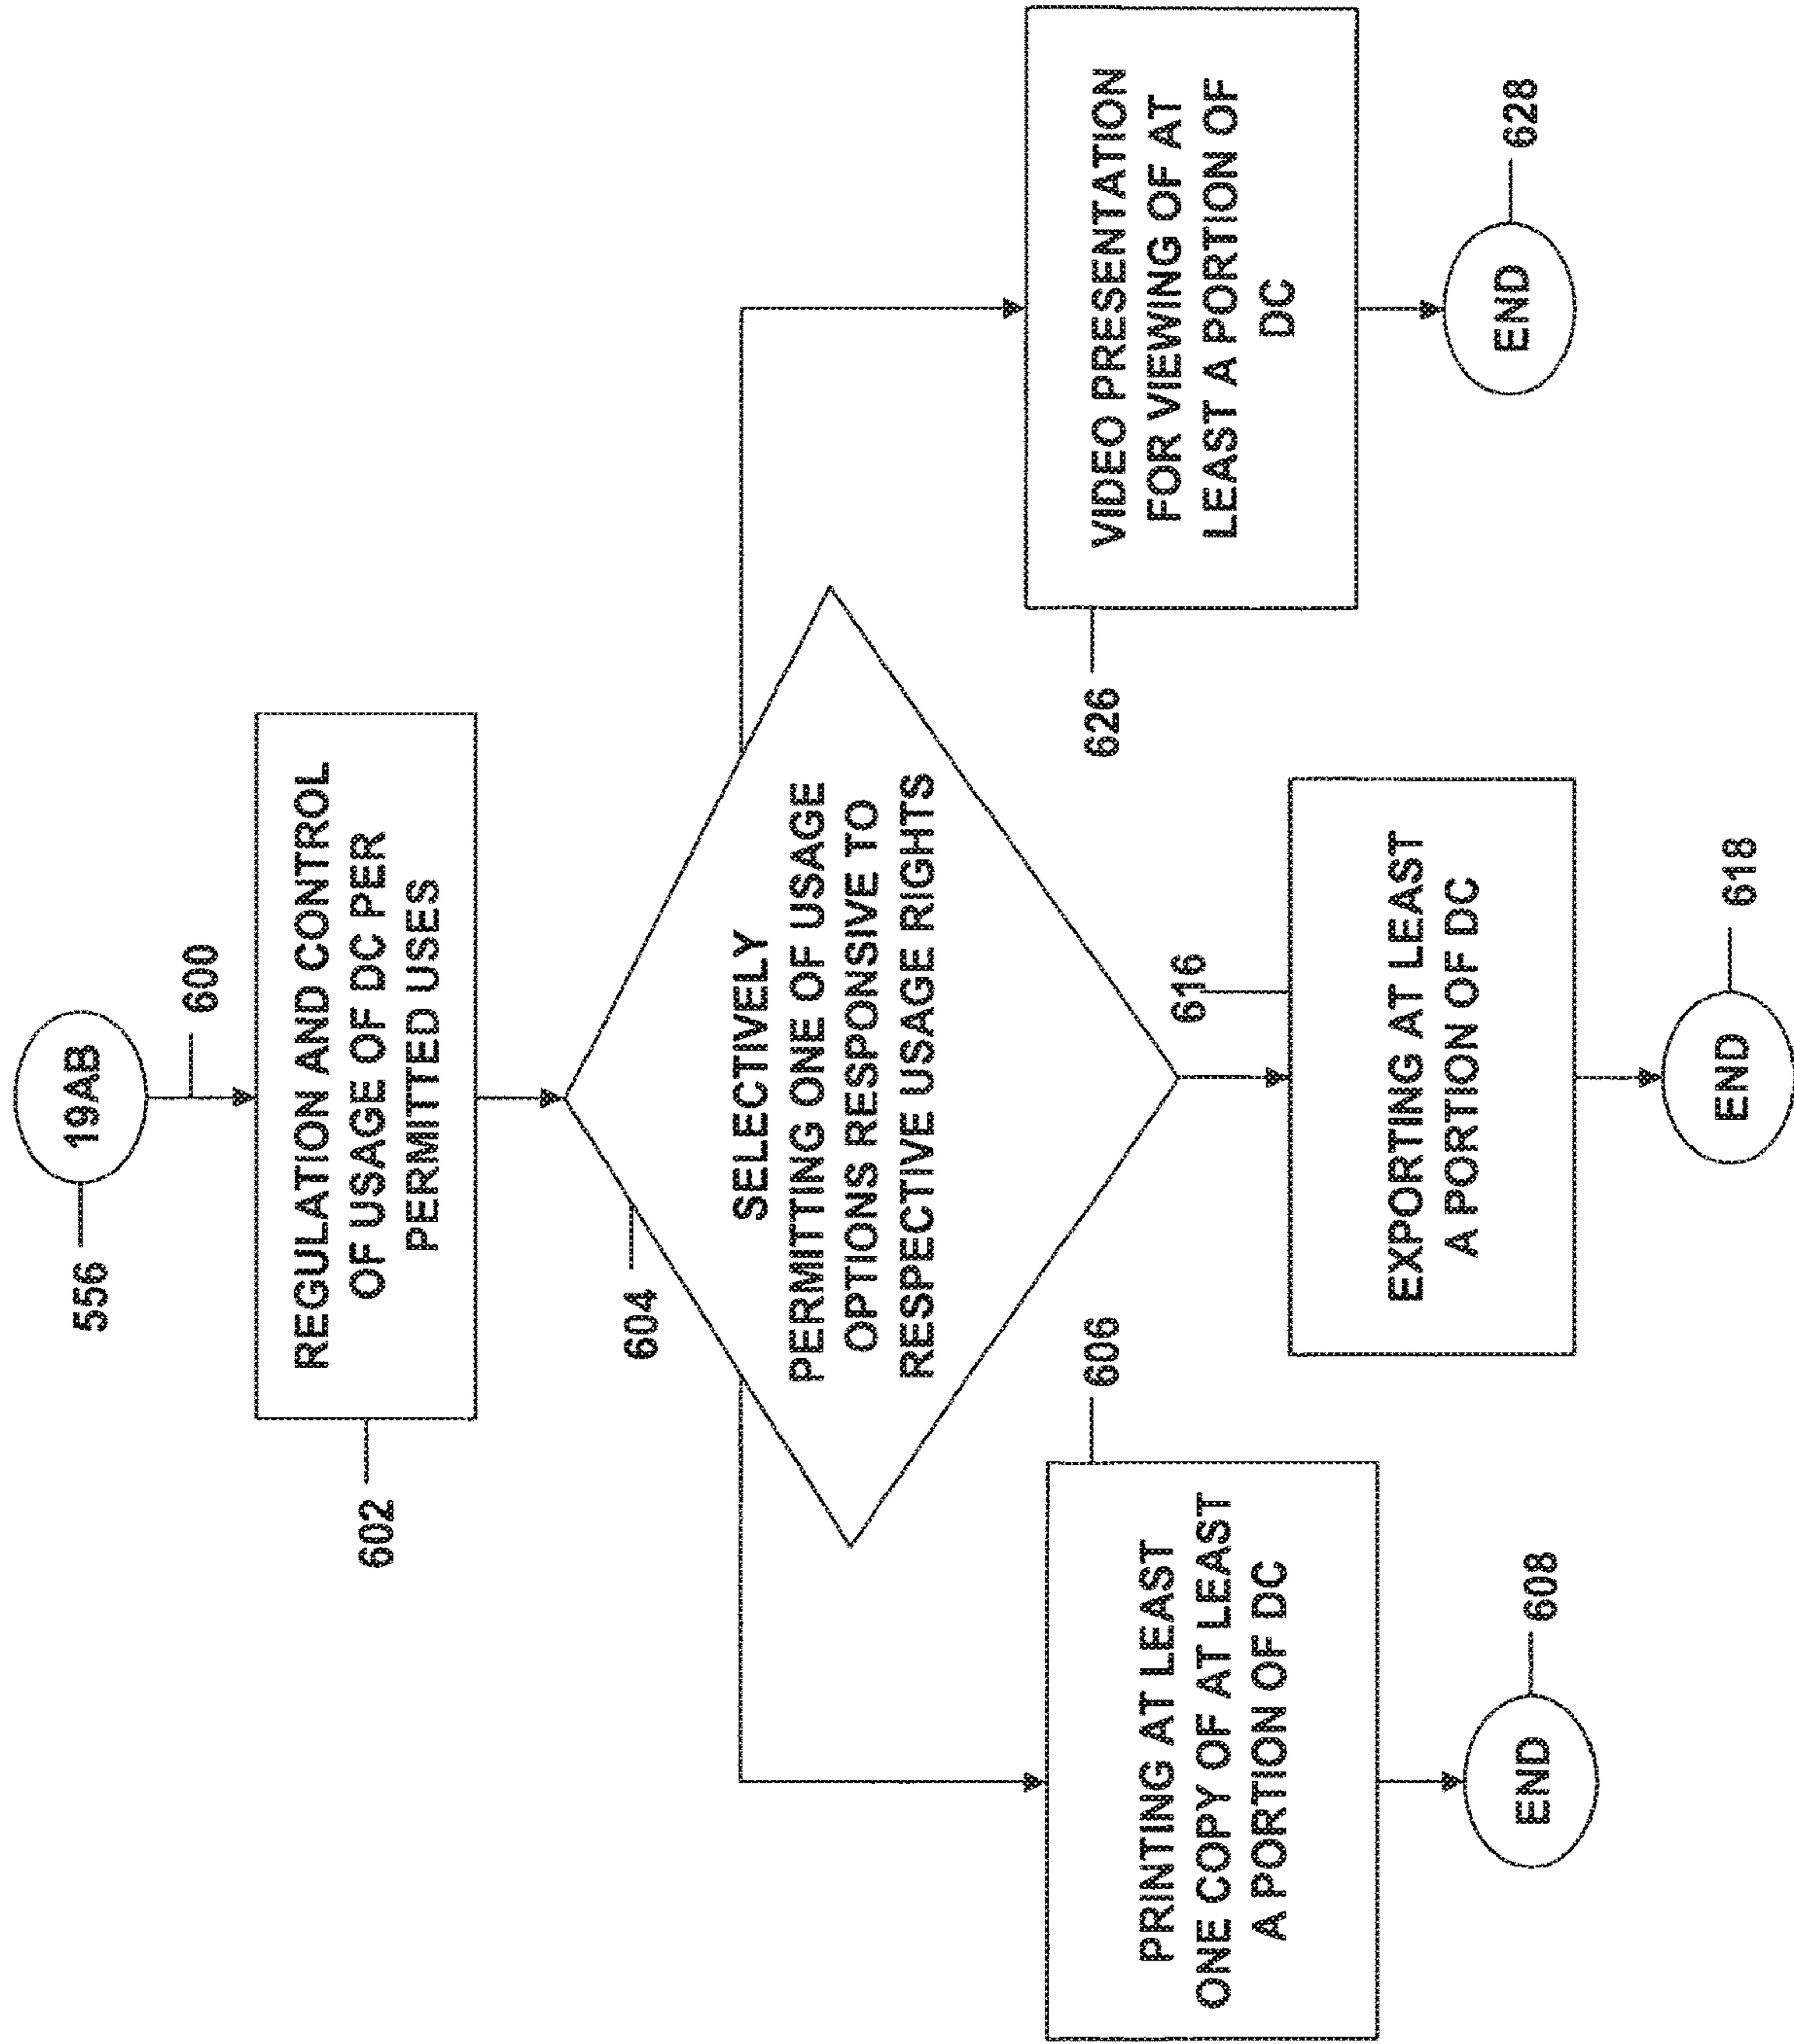 19AB
556
600
REGULATION AND CONTROL
OF USAGE OF DC PER
PERMITTED USES
602
604
SELECTIVELY
PERMITTING ONE OF USAGE
OPTIONS RESPONSIVE TO
RESPECTIVE USAGE RIGHTS
606
PRINTING AT LEAST
ONE COPY OF AT LEAST
A PORTION OF DC
END
608
616
EXPORTING AT LEAST
A PORTION OF DC
END
618
626
VIDEO PRESENTATION
FOR VIEWING OF AT
LEAST A PORTION OF
DC
END
628